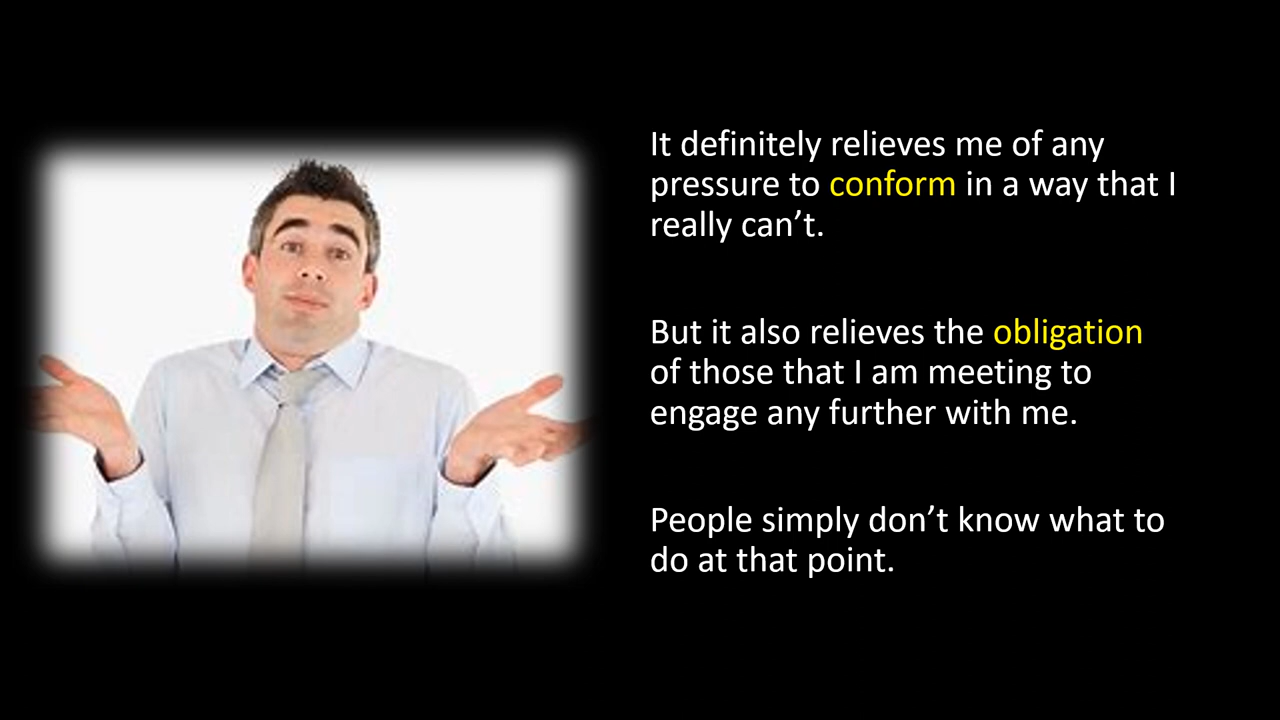 It definitely relieves me of any
pressure to conform in a way that I
really can’t.
But it also relieves the obligation
of those that I am meeting to
engage any further with me.
People simply don’t know what to
do at that point.